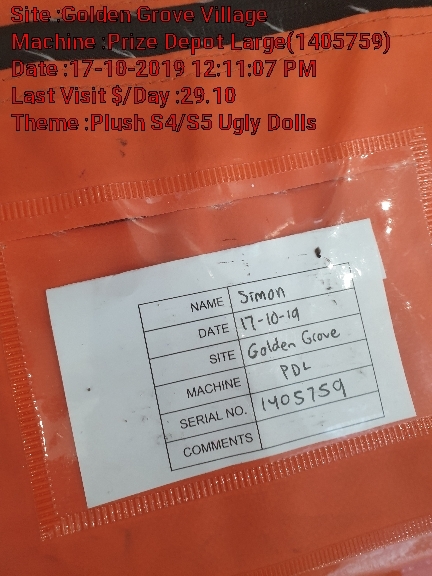 Site :Golden Grove Village
Machine :Prize Depot Large(1405759)
Date :17-10-2019 12:11:07 PM
Last Visit $/Day :29.10
Theme :Plush S4/S5 Ugly Dolls
NAME Simon
DATE 17-10-19
SITE Golden Grove
MACHINE PDL
SERIAL NO. 1405759
COMMENTS